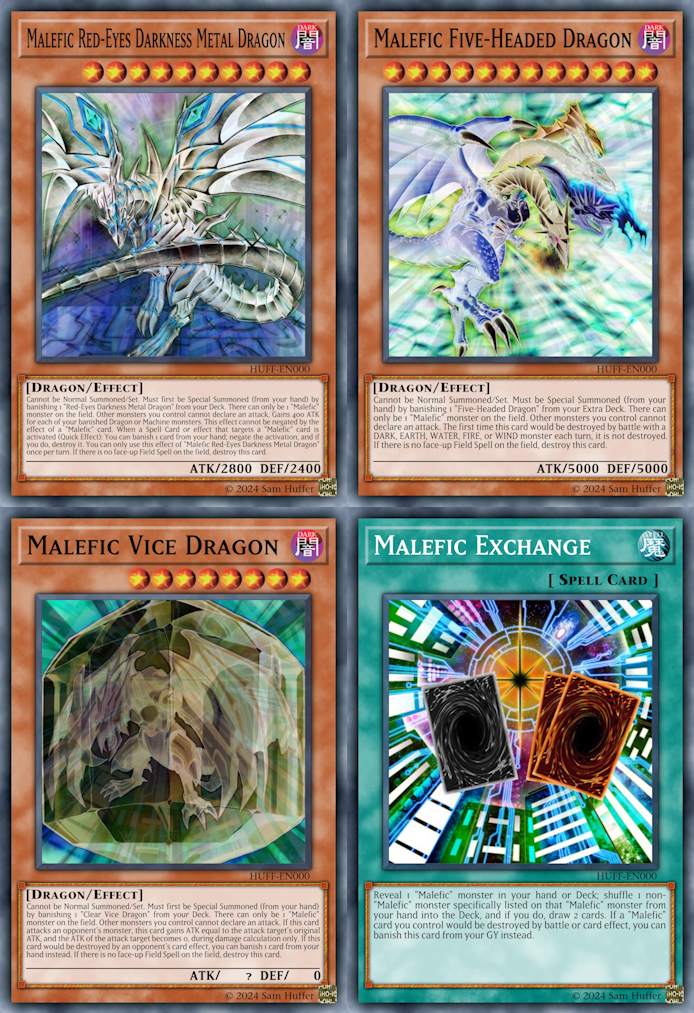 Malefic Red-Eyes Darkness Metal Dragon
DARK
闇
HUFF-EN000
[Dragon/Effect]
Cannot be Normal Summoned/Set. Must first be Special Summoned (from your hand) by
banishing 1 "Red-Eyes Darkness Metal Dragon" from your Deck. There can only be 1 "Malefic"
monster on the field. Other monsters you control cannot declare an attack. Gains 400 ATK
for each of your banished Dragon or Machine monsters. This effect cannot be negated by the
effect of a "Malefic" card. When a Spell Card or effect that targets a "Malefic" card is
activated (Quick Effect): You can banish 1 card from your hand; negate the activation, and if
you do, destroy it. You can only use this effect of "Malefic Red-Eyes Darkness Metal Dragon"
once per turn. If there is no face-up Field Spell on the field, destroy this card.
ATK/2800 DEF/2400
© 2024 Sam Huffer
Malefic Five-Headed Dragon
DARK
闇
HUFF-EN000
[Dragon/Effect]
Cannot be Normal Summoned/Set. Must be Special Summoned (from your
hand) by banishing 1 "Five-Headed Dragon" from your Extra Deck. There can
only be 1 "Malefic" monster on the field. Other monsters you control cannot
declare an attack. The first time this card would be destroyed by battle with a
DARK, EARTH, WATER, FIRE, or WIND monster each turn, it is not destroyed.
If there is no face-up Field Spell on the field, destroy this card.
ATK/5000 DEF/5000
© 2024 Sam Huffer
Malefic Vice Dragon
DARK
闇
HUFF-EN000
[Dragon/Effect]
Cannot be Normal Summoned/Set. Must first be Special Summoned (from your hand)
by banishing 1 "Clear Vice Dragon" from your Deck. There can only be 1 "Malefic"
monster on the field. Other monsters you control cannot declare an attack. If this card
attacks an opponent's monster, this card gains ATK equal to the attack target's original
ATK, and the ATK of the attack target becomes 0, during damage calculation only. If this
card would be destroyed by an opponent's card effect, you can banish 1 card from your
hand instead. If there is no face-up Field Spell on the field, destroy this card.
ATK/ ? DEF/ 0
© 2024 Sam Huffer
Malefic Exchange
魔
[ Spell Card ]
HUFF-EN000
Reveal 1 "Malefic" monster in your hand or Deck; shuffle 1 non-
"Malefic" monster specifically listed on that "Malefic" monster from
your hand into the Deck, and if you do, draw 2 cards. If a "Malefic"
card you control would be destroyed by battle or card effect, you can
banish this card from your GY instead.
© 2024 Sam Huffer